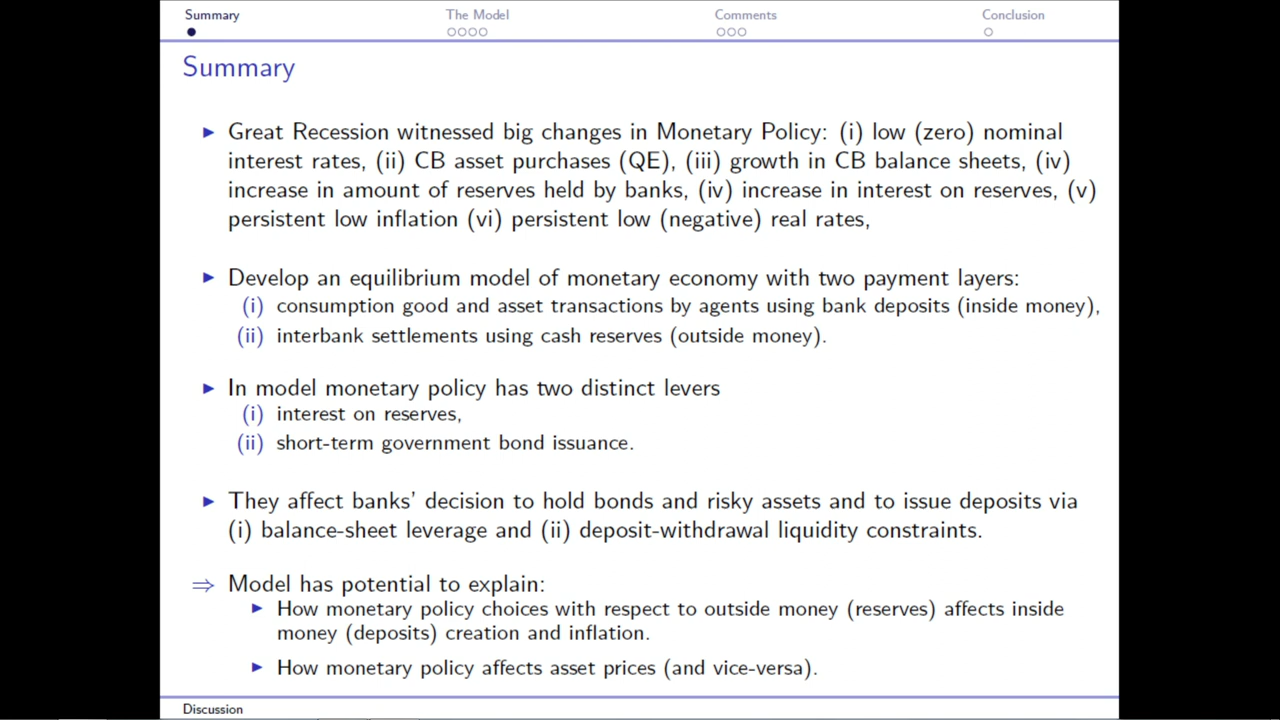 Summary The Model Comments Conclusion
Summary
Great Recession witnessed big changes in Monetary Policy: (i) low (zero) nominal
interest rates, (ii) CB asset purchases (QE), (iii) growth in CB balance sheets, (iv)
increase in amount of reserves held by banks, (iv) increase in interest on reserves, (v)
persistent low inflation (vi) persistent low (negative) real rates,
Develop an equilibrium model of monetary economy with two payment layers:
(i) consumption good and asset transactions by agents using bank deposits (inside money),
(ii) interbank settlements using cash reserves (outside money).
In model monetary policy has two distinct levers
(i) interest on reserves,
(ii) short-term government bond issuance.
They affect banks' decision to hold bonds and risky assets and to issue deposits via
(i) balance-sheet leverage and (ii) deposit-withdrawal liquidity constraints.
⇒ Model has potential to explain:
How monetary policy choices with respect to outside money (reserves) affects inside
money (deposits) creation and inflation.
How monetary policy affects asset prices (and vice-versa).
Discussion